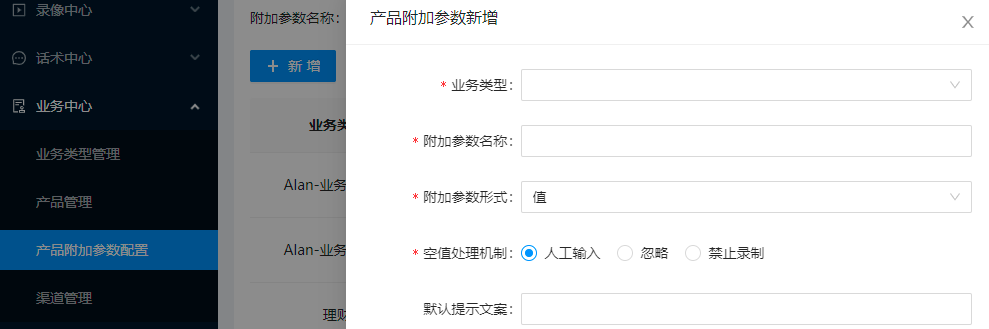 录像中心
话术中心
业务中心
业务类型管理
产品管理
产品附加参数配置
渠道管理
附加参数名称：
新 增
业务类
Alan-业务
Alan-业务
理财
产品附加参数新增
* 业务类型：
* 附加参数名称：
* 附加参数形式： 值
* 空值处理机制： 人工输入 忽略 禁止录制
默认提示文案：